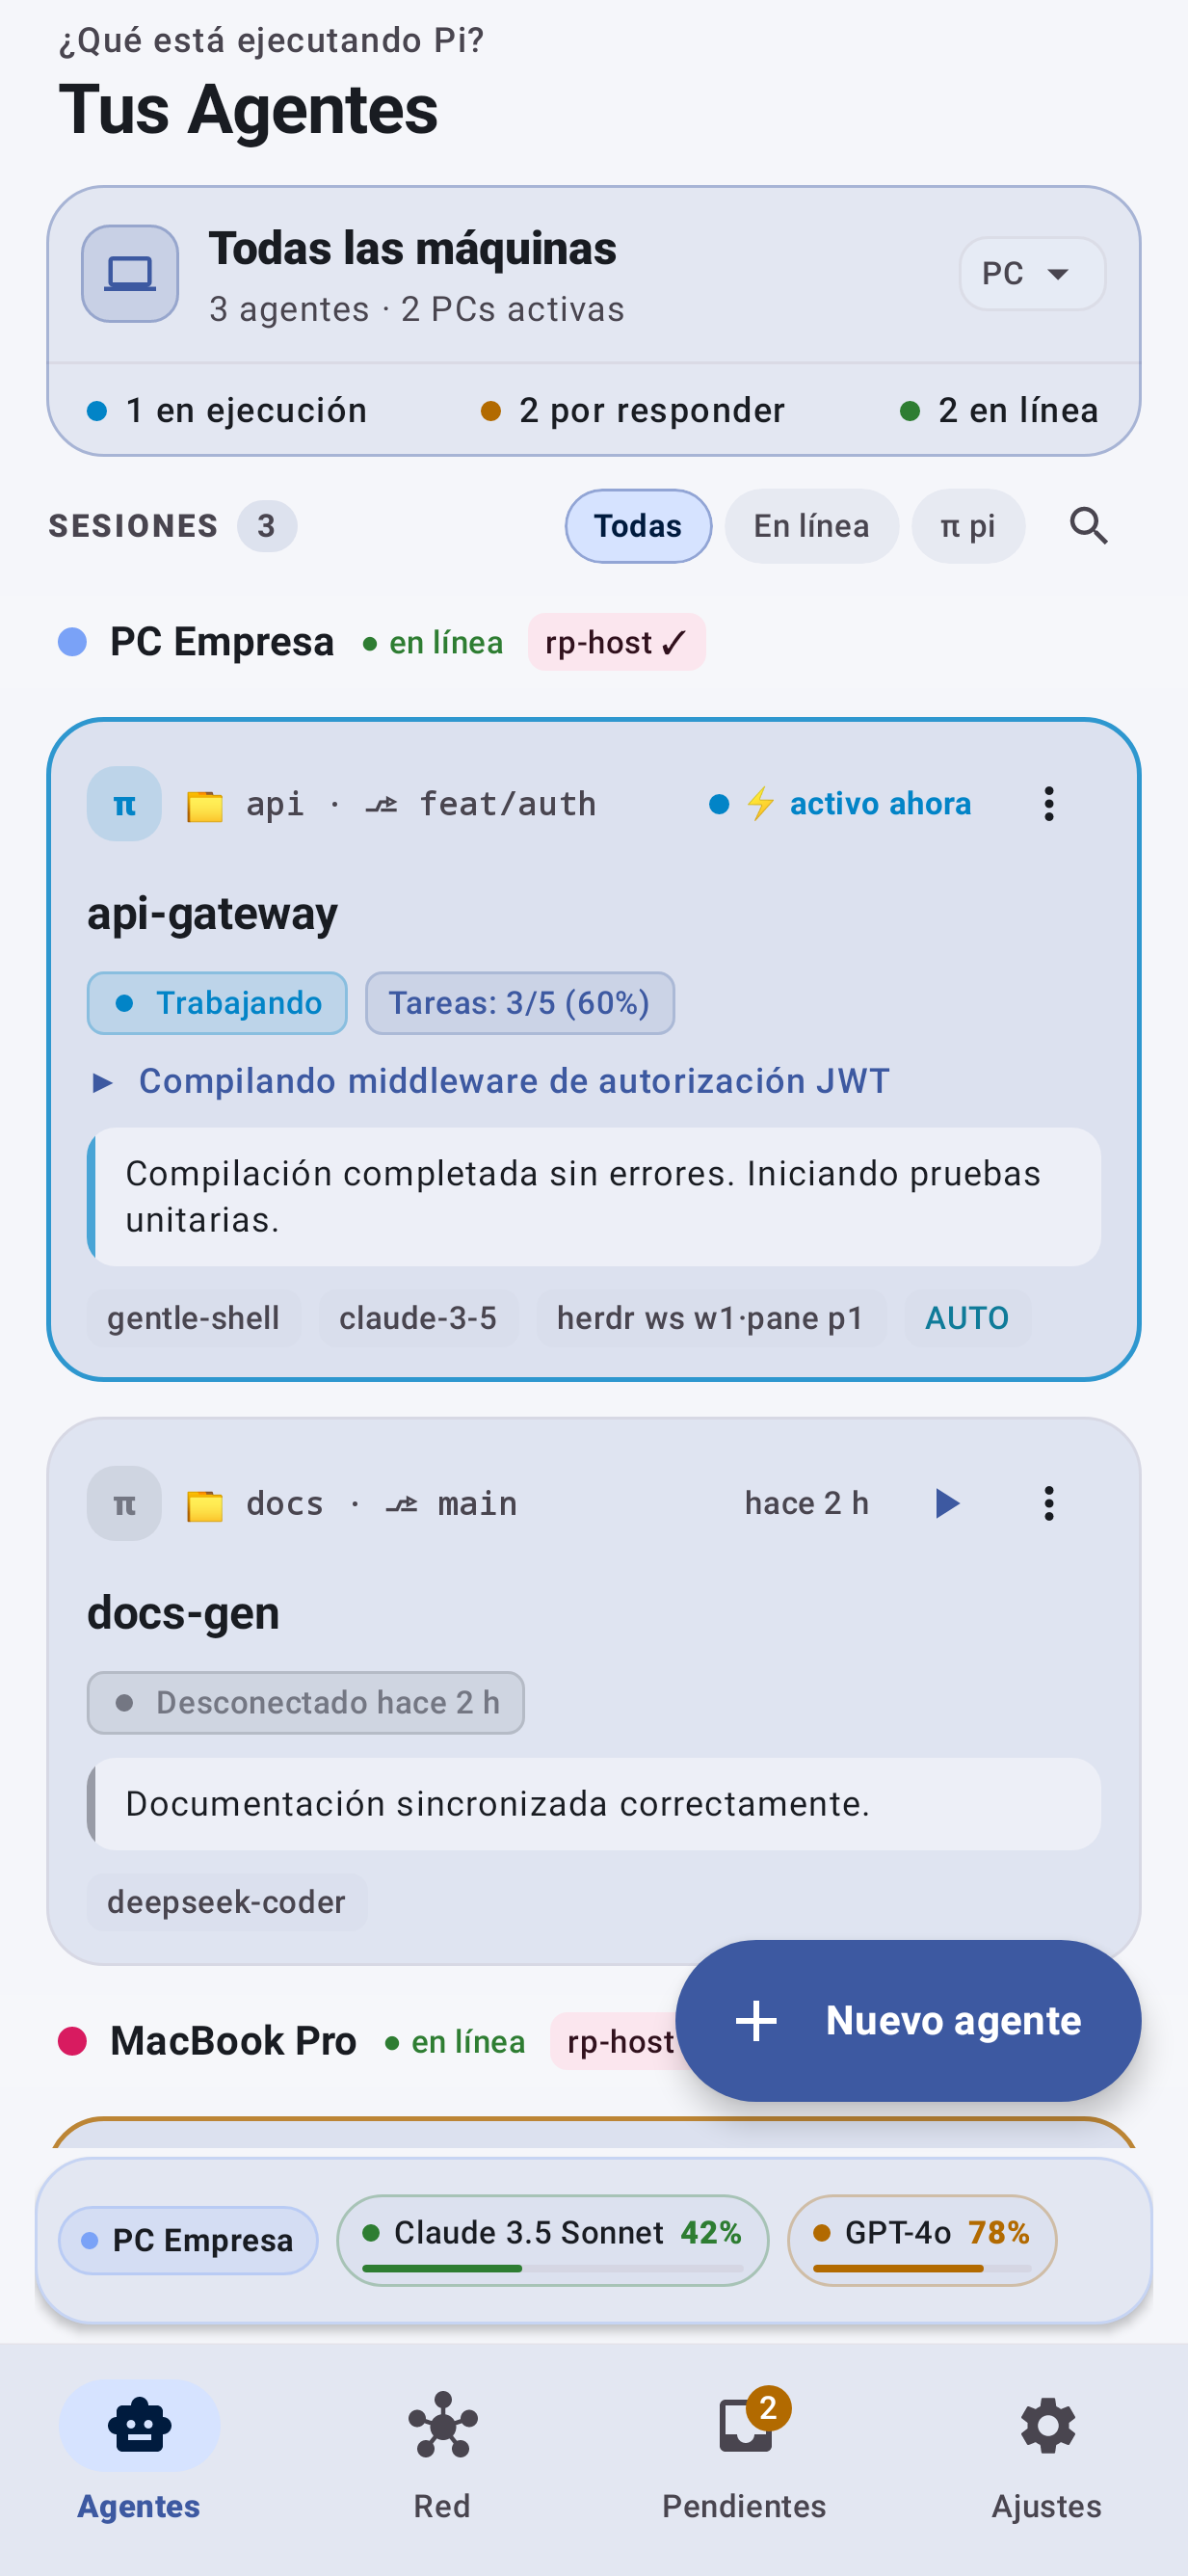 ¿Qué está ejecutando Pi?
Tus Agentes
Todas las máquinas
3 agentes · 2 PCs activas
PC
1 en ejecución
2 por responder
2 en línea
SESIONES 3
Todas
En línea
π pi
PC Empresa
en línea
rp-host ✓
π
api · feat/auth
⚡ activo ahora
api-gateway
Trabajando
Tareas: 3/5 (60%)
► Compilando middleware de autorización JWT
Compilación completada sin errores. Iniciando pruebas
unitarias.
gentle-shell
claude-3-5
herdr ws w1·pane p1
AUTO
π
docs · main
hace 2 h
docs-gen
Desconectado hace 2 h
Documentación sincronizada correctamente.
deepseek-coder
MacBook Pro
en línea
rp-host
+ Nuevo agente
PC Empresa
Claude 3.5 Sonnet 42%
GPT-4o 78%
2
Agentes
Red
Pendientes
Ajustes